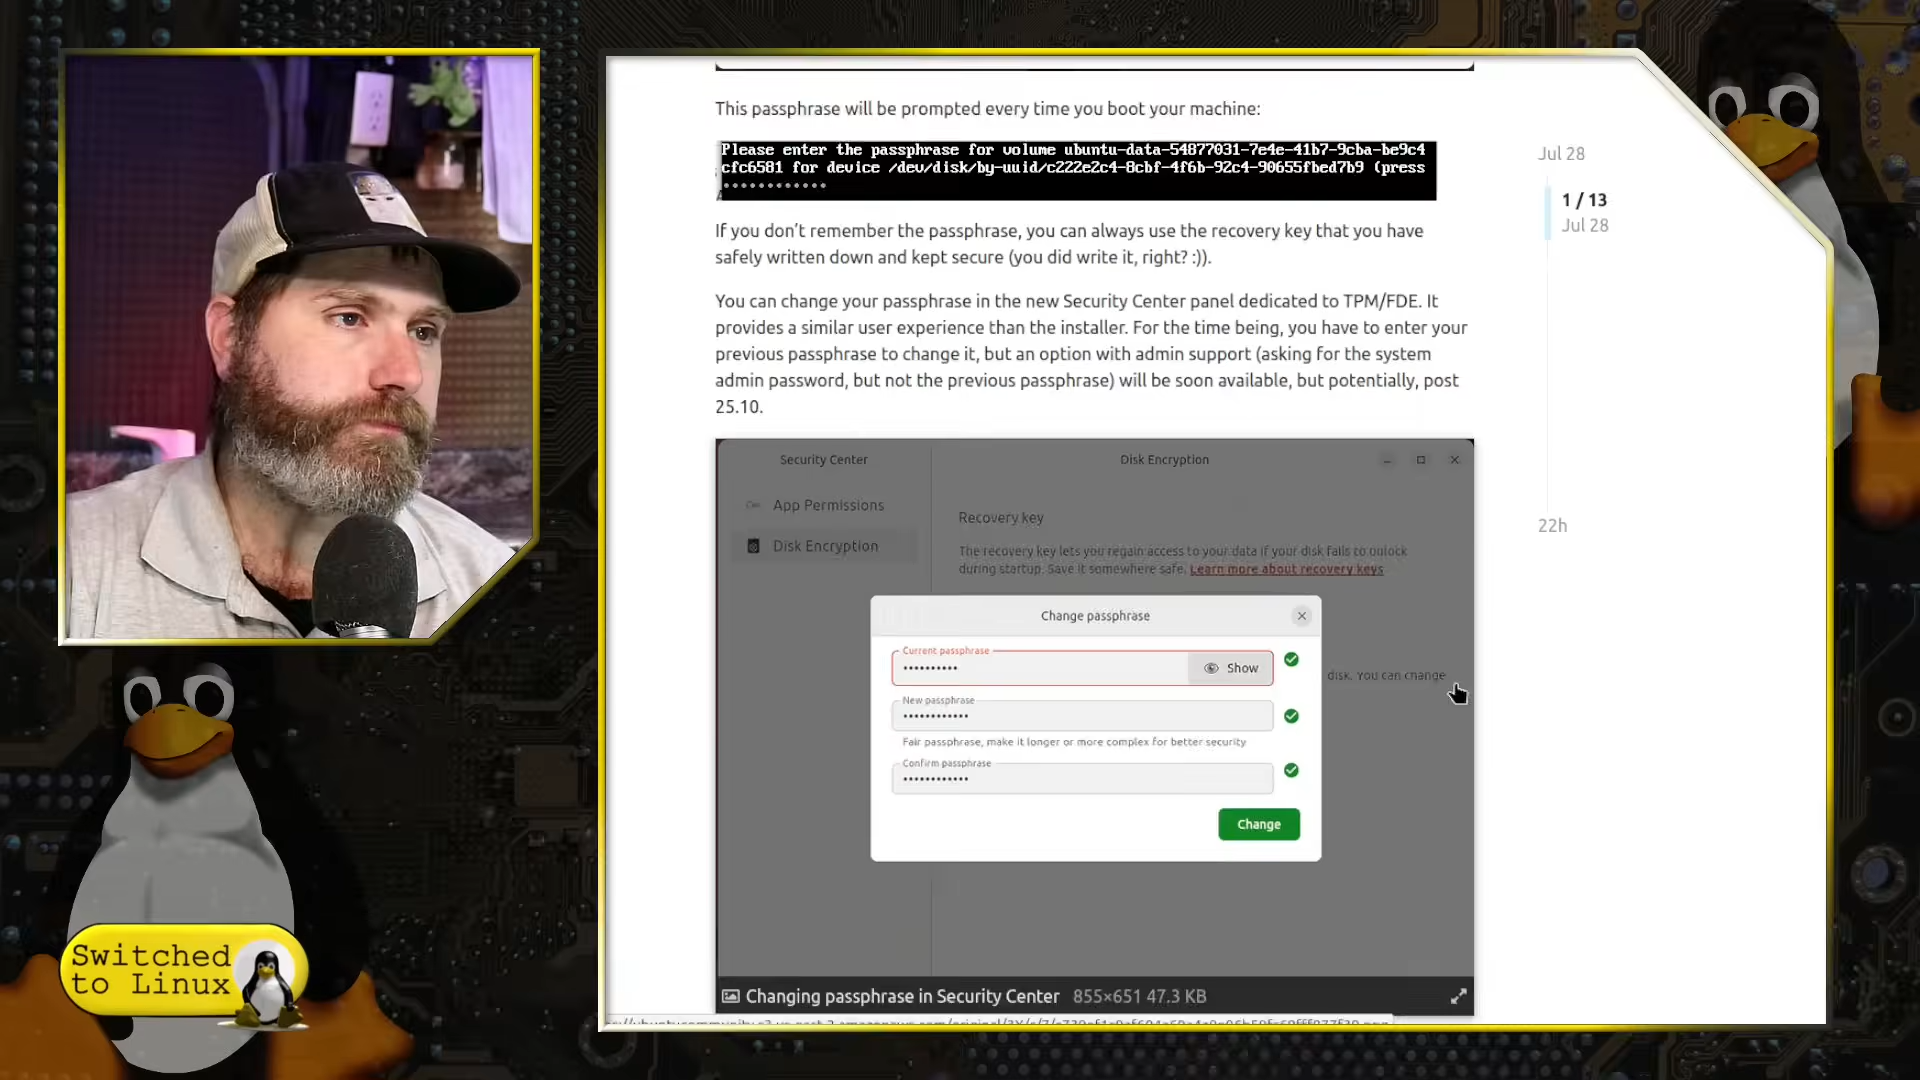 This passphrase will be prompted every time you boot your machine:
Please enter the passphrase for volume ubuntu-data-54877031-7e4e-41b7-9cba-be9c4
cfc6581 for device /dev/disk/by-uuid/c222e2c4-8cbf-4f6b-92c4-90655fbed7b9 (press
If you don't remember the passphrase, you can always use the recovery key that you have
safely written down and kept secure (you did write it, right? :)).
You can change your passphrase in the new Security Center panel dedicated to TPM/FDE. It
provides a similar user experience than the installer. For the time being, you have to enter your
previous passphrase to change it, but an option with admin support (asking for the system
admin password, but not the previous passphrase) will be soon available, but potentially, post
25.10.
Security Center
Disk Encryption
App Permissions
Disk Encryption
Recovery key
The recovery key lets you regain access to your data if your disk fails to unlock
during startup. Save it somewhere safe. Learn more about recovery keys
disk. You can change
Change passphrase
Current passphrase
Show
New passphrase
Fair passphrase, make it longer or more complex for better security
Confirm passphrase
Change
Changing passphrase in Security Center 855×651 47.3 KB
Jul 28
1 / 13
Jul 28
22h
Switched
to Linux